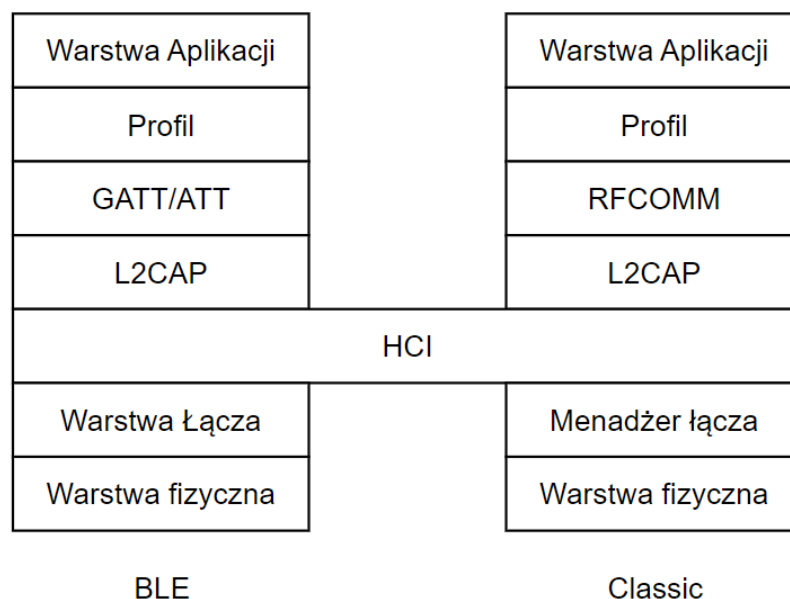 Warstwa Aplikacji
Profil
GATT/ATT
L2CAP
Warstwa Aplikacji
Profil
RFCOMM
L2CAP
HCI
Warstwa Łącza
Warstwa fizyczna
Menadżer łącza
Warstwa fizyczna
BLE
Classic